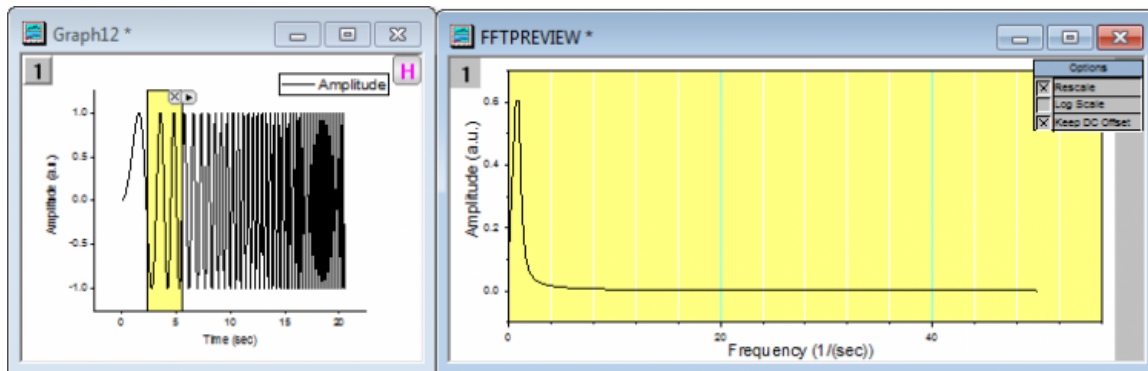 Graph12 *
1
H
Amplitude
1.0
0.5
0.0
-0.5
-1.0
Amplitude (a.u.)
0
5
10
15
20
Time (sec)
FFTPREVIEW *
1
Options
Rescale
Log Scale
Keep DC Offset
0.6
0.4
0.2
0.0
Amplitude (a.u.)
0
20
40
Frequency (1/(sec))